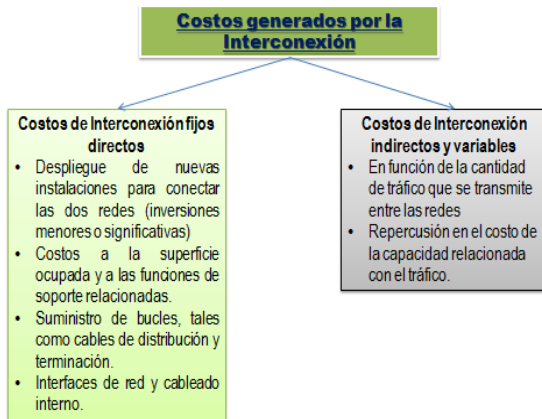 Costos generados por la
Interconexión
Costos de Interconexión fijos
directos
• Despliegue de nuevas
instalaciones para conectar
las dos redes (inversiones
menores o significativas)
• Costos a la superficie
ocupada y a las funciones de
soporte relacionadas.
• Suministro de bucles, tales
como cables de distribución y
terminación.
• Interfaces de red y cableado
interno.
Costos de Interconexión
indirectos y variables
• En función de la cantidad
de tráfico que se transmite
entre las redes
• Repercusión en el costo de
la capacidad relacionada
con el tráfico.